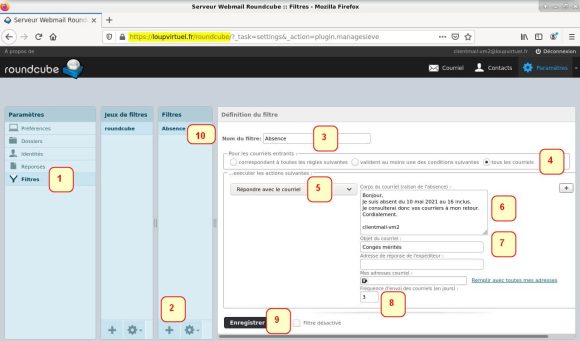 Serveur Webmail Roundcube :: Filtres - Mozilla Firefox
Serveur Webmail Round
https://loupvirtuel.fr/roundcube/?_task=settings&_action=plugin.managesieve
À propos de
clientmail-vm2@loupvirtuel.fr Déconnexion
roundcube
Courriel Contacts Paramètres
Paramètres
Préférences
Dossiers
Identités
Réponses
Filtres
1
Jeux de filtres
roundcube
Filtres
Absence
10
2
Définition du filtre
Nom du filtre: Absence
3
Pour les courriels entrants :
correspondent à toutes les règles suivantes valident au moins une des conditions suivantes tous les courriels
4
...exécuter les actions suivantes :
Répondre avec le courriel
5
Corps du courriel (raison de l'absence) :
Bonjour,
Je suis absent du 10 mai 2021 au 16 inclus.
Je consulterai donc vos courriers à mon retour.
Cordialement.
clientmail-vm2
6
Objet du courriel :
Congés mérités
7
Adresse de réponse de l'expéditeur :
Mes adresses courriel :
Remplir avec toutes mes adresses
Fréquence d'envoi des courriels (en jours) :
3
8
Enregistrer
9
Filtre désactivé